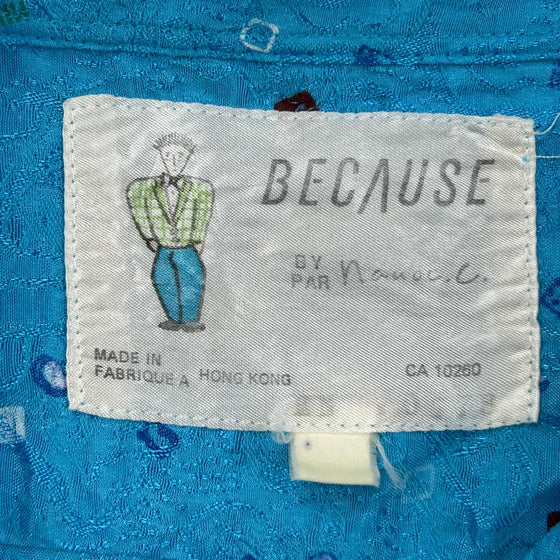 BECAUSE
BY
PAR
MADE IN
FABRIQUE A HONG KONG
CA 10260